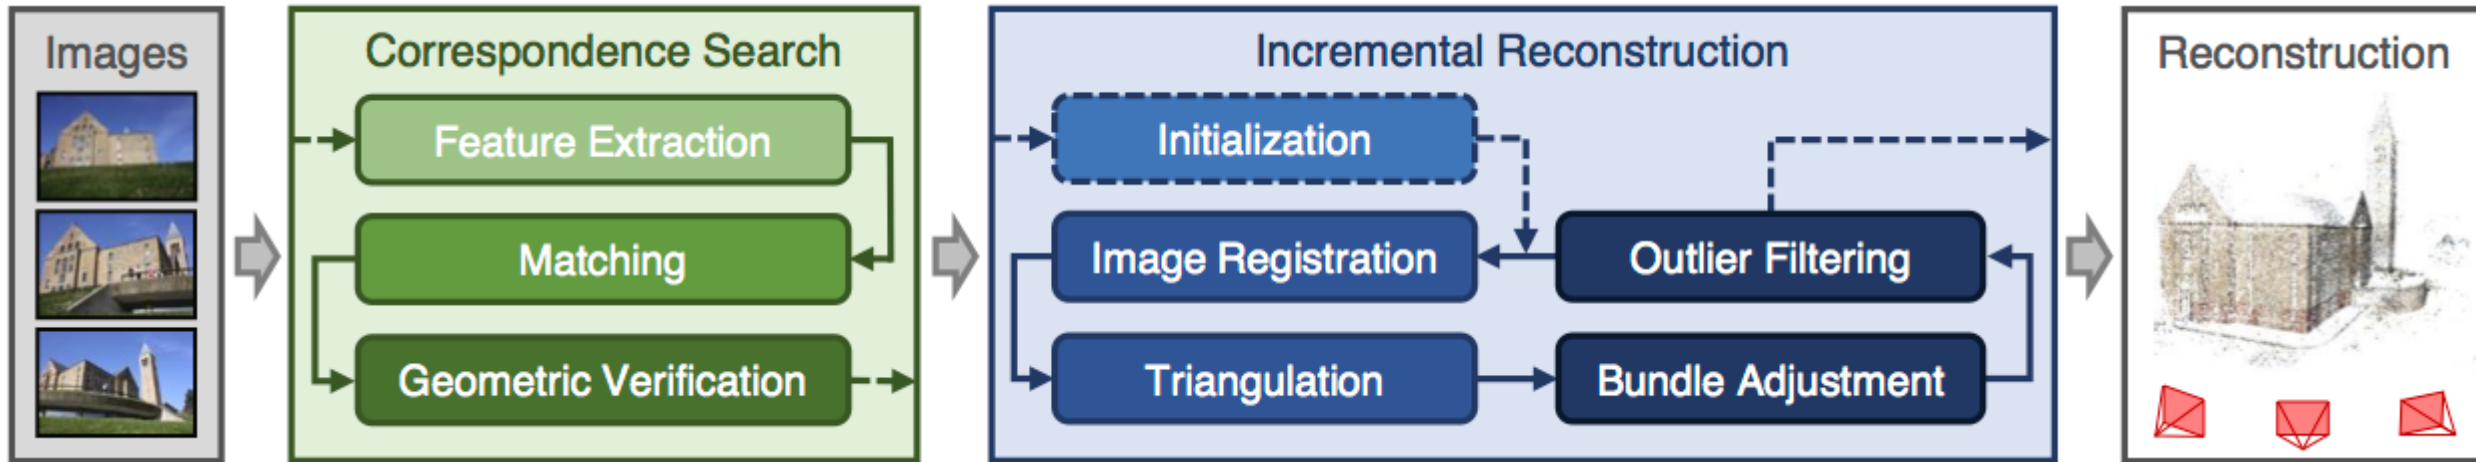 Images
Correspondence Search
Feature Extraction
Matching
Geometric Verification
Incremental Reconstruction
Initialization
Image Registration
Triangulation
Outlier Filtering
Bundle Adjustment
Reconstruction